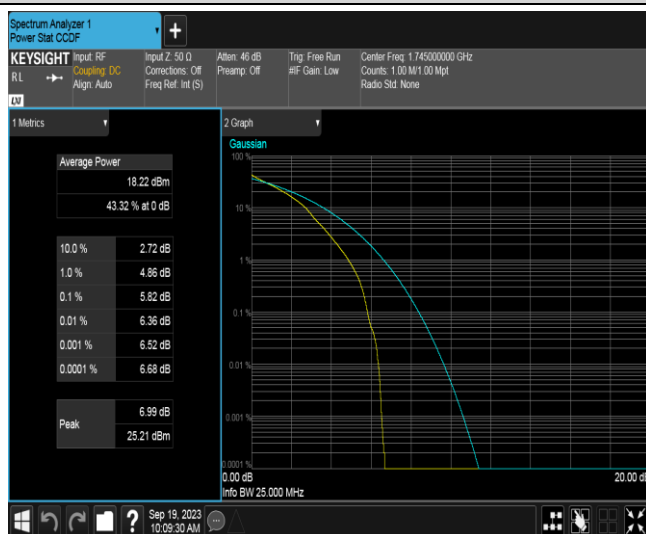 Spectrum Analyzer 1
Power Stat CCDF
+
KEYSIGHT
RL
LXI
Input: RF
Coupling: DC
Align: Auto
Input Z: 50 Ω
Corrections: Off
Freq Ref: Int (S)
Atten: 46 dB
Preamp: Off
Trig: Free Run
#IF Gain: Low
Center Freq: 1.745000000 GHz
Counts: 1.00 M/1.00 Mpt
Radio Std: None
1 Metrics
Average Power
18.22 dBm
43.32 % at 0 dB
10.0 % 2.72 dB
1.0 % 4.86 dB
0.1 % 5.82 dB
0.01 % 6.36 dB
0.001 % 6.52 dB
0.0001 % 6.68 dB
Peak
6.99 dB
25.21 dBm
2 Graph
Gaussian
100 %
10 %
1 %
0.1 %
0.01 %
0.001 %
0.0001 %
0.00 dB
20.00 dB
Info BW 25.000 MHz
?
Sep 19, 2023
10:09:30 AM